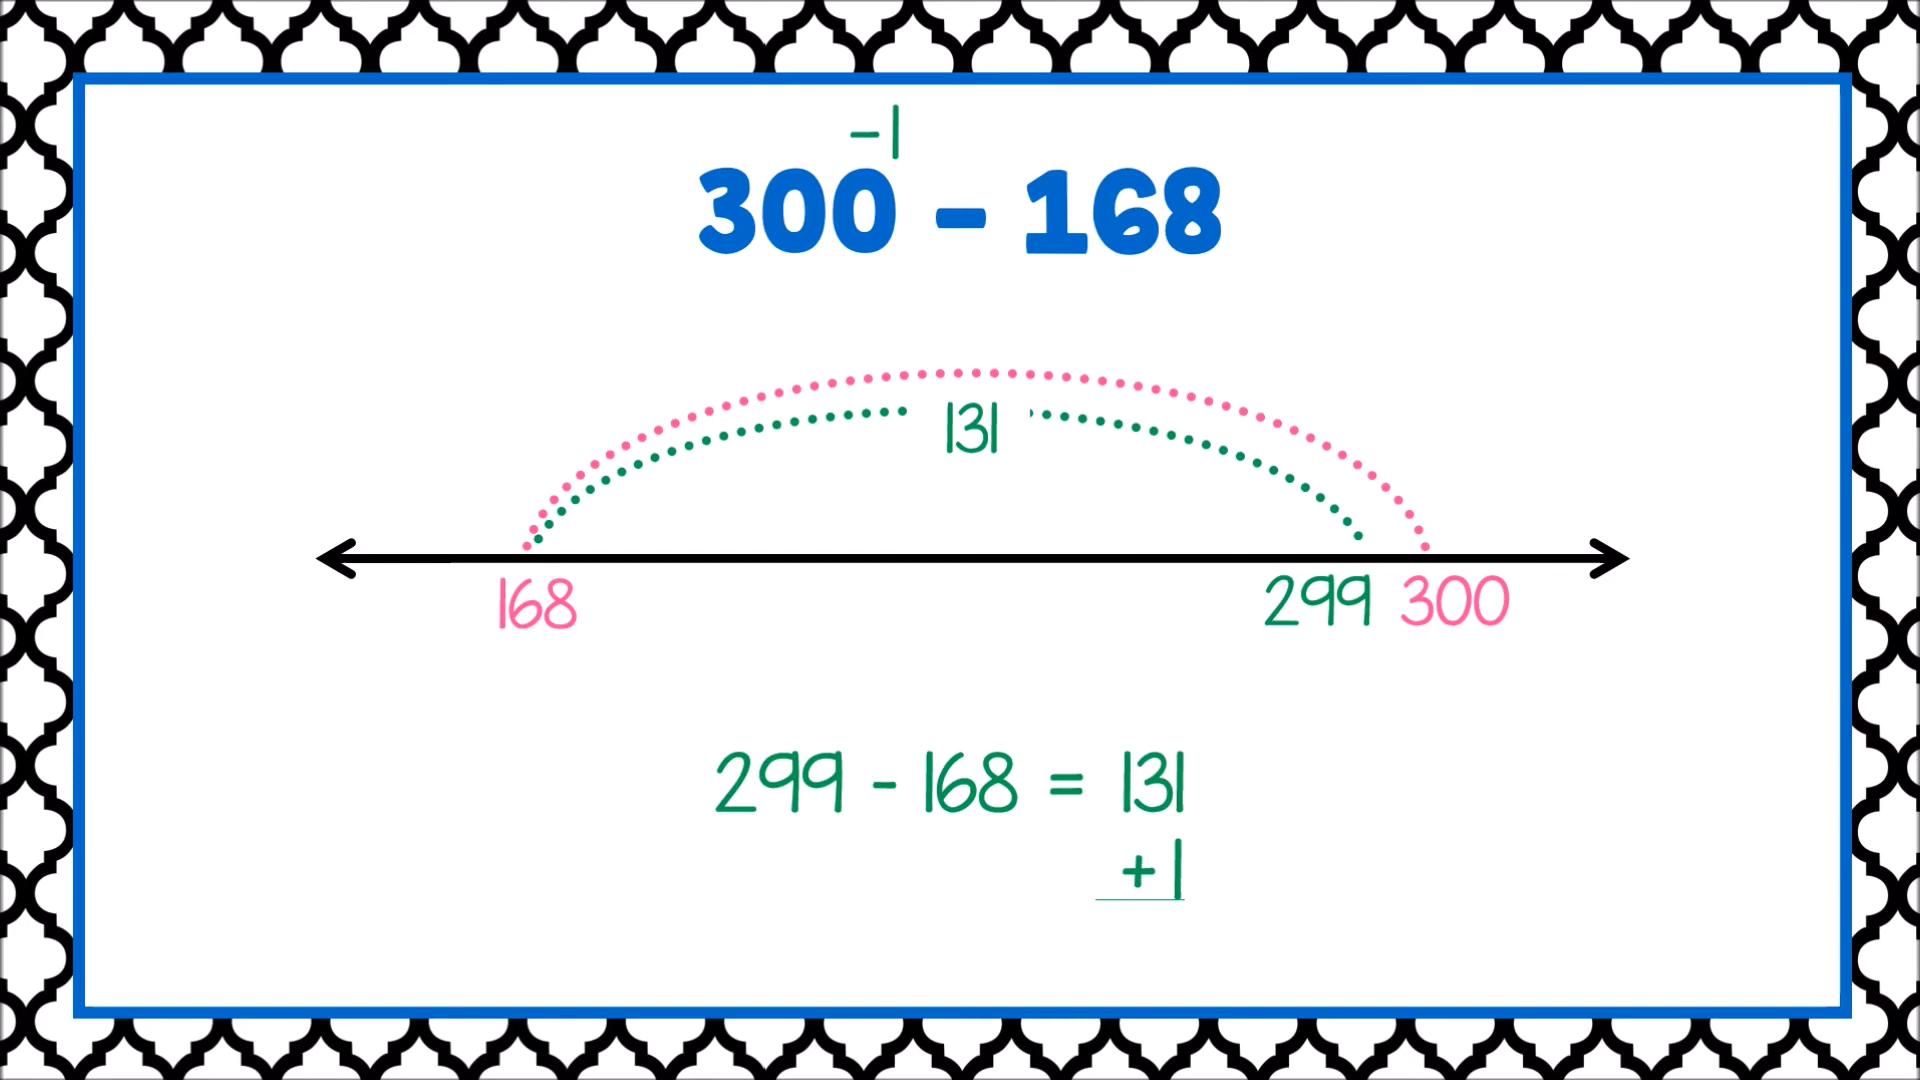 -1
300 - 168
131
168 299 300
299 - 168 = 131
+1